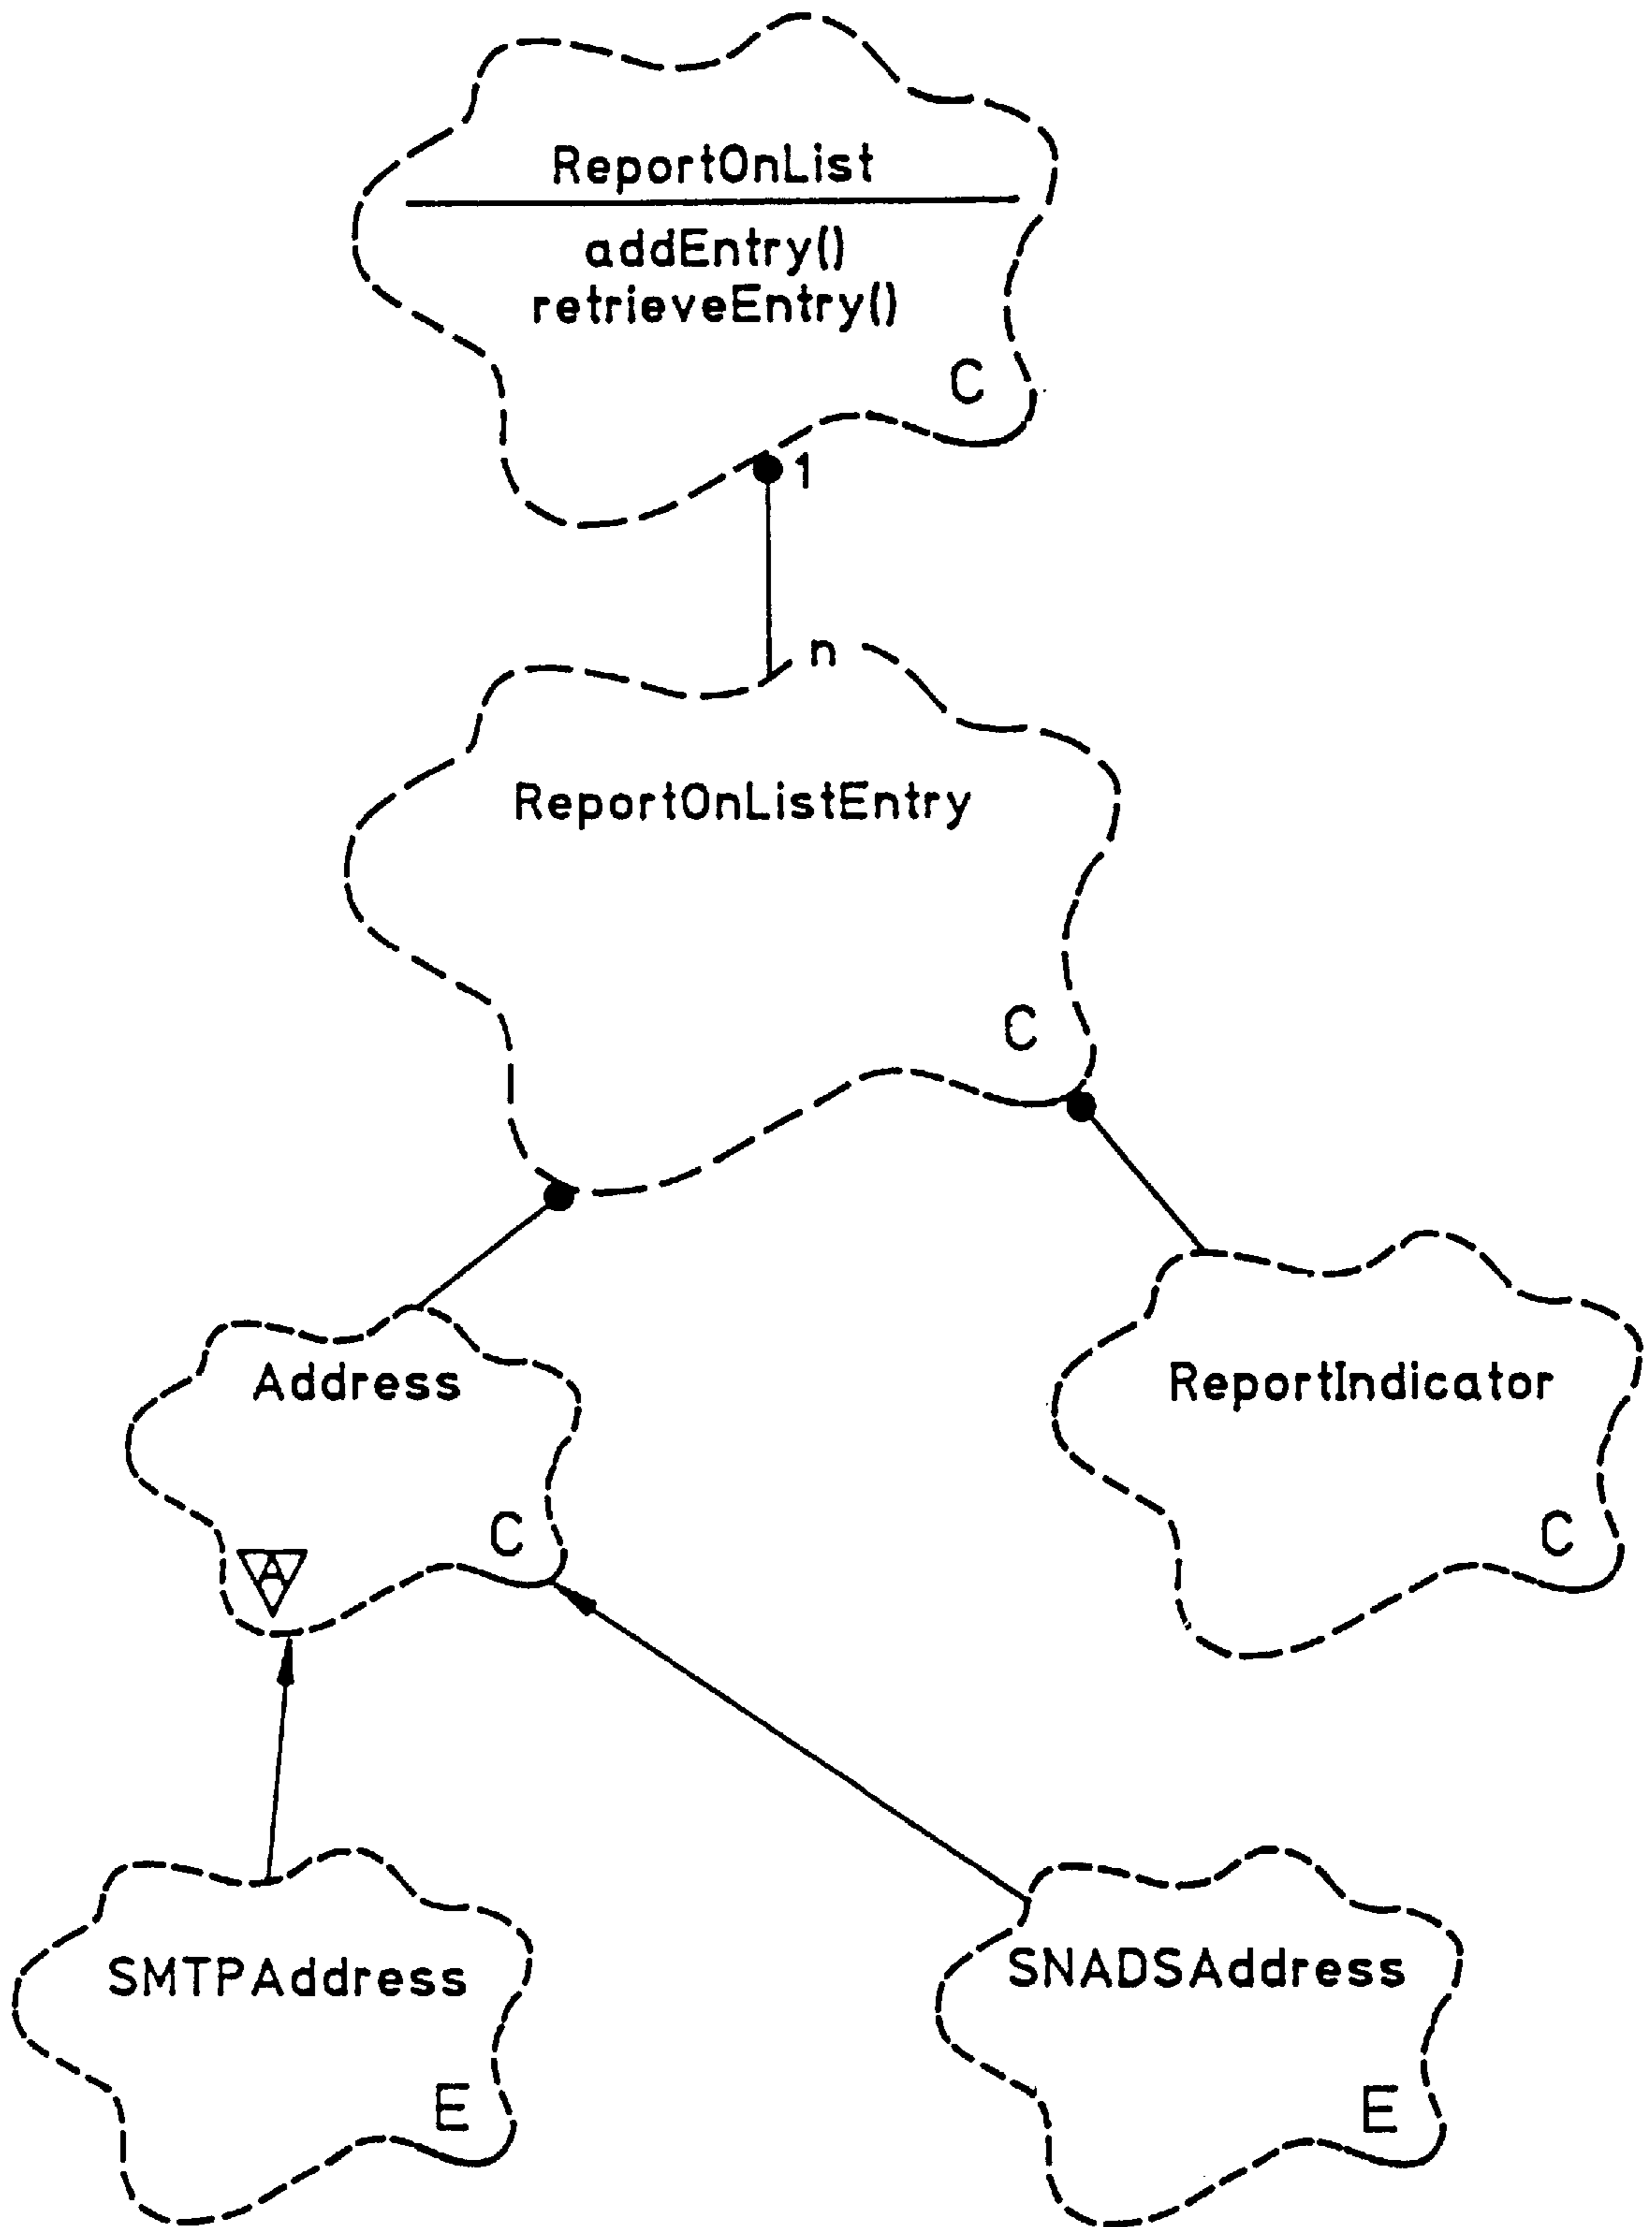 ReportOnList
addEntry()
retrieveEntry()
C
1
n
ReportOnListEntry
C
Address
C
A
ReportIndicator
C
SMTPAddress
E
SNADSAddress
E